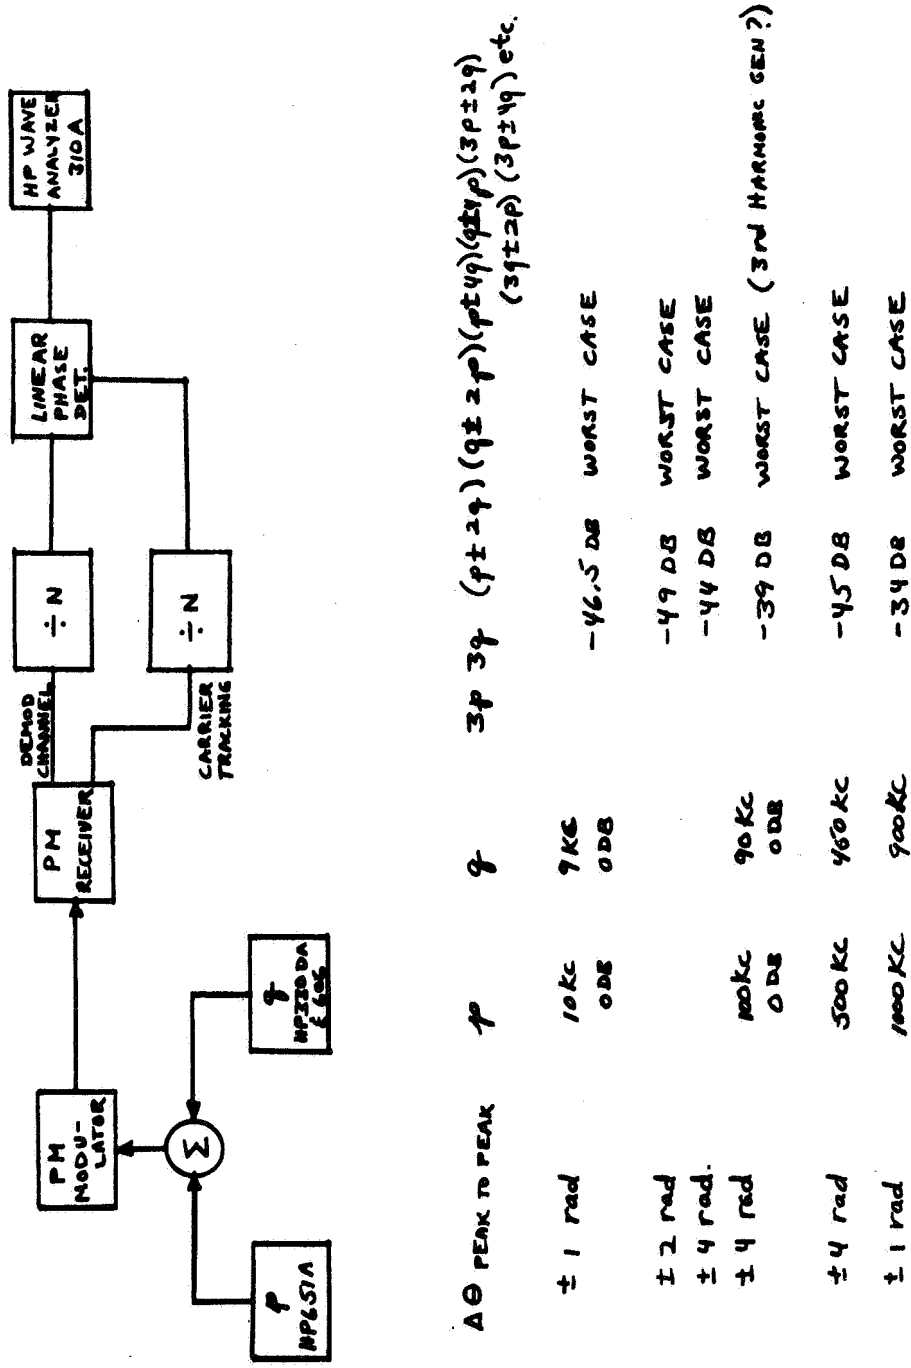 p
HP651A
PM
MODU-
LATOR
Σ
q
HP3300A
& 606
PM
RECEIVER
DEMOD
CHANNEL
CARRIER
TRACKING
÷ N
÷ N
LINEAR
PHASE
DET.
HP WAVE
ANALYZER
310A
ΔΘ PEAK TO PEAK p q 3p 3q (p±2q)(q±2p)(p±4q)(q±4p)(3p±2q)
(3q±2p)(3p±4q) etc.
± 1 rad 10 kc 9 kc -46.5 DB WORST CASE
0 DB 0 DB
± 2 rad -49 DB WORST CASE
± 4 rad. -44 DB WORST CASE
± 4 rad 100 kc 90 kc -39 DB WORST CASE (3rd HARMONIC GEN?)
0 DB 0 DB
± 4 rad 500 KC 460 KC -45 DB WORST CASE
± 1 rad 1000 KC 900 KC -34 DB WORST CASE